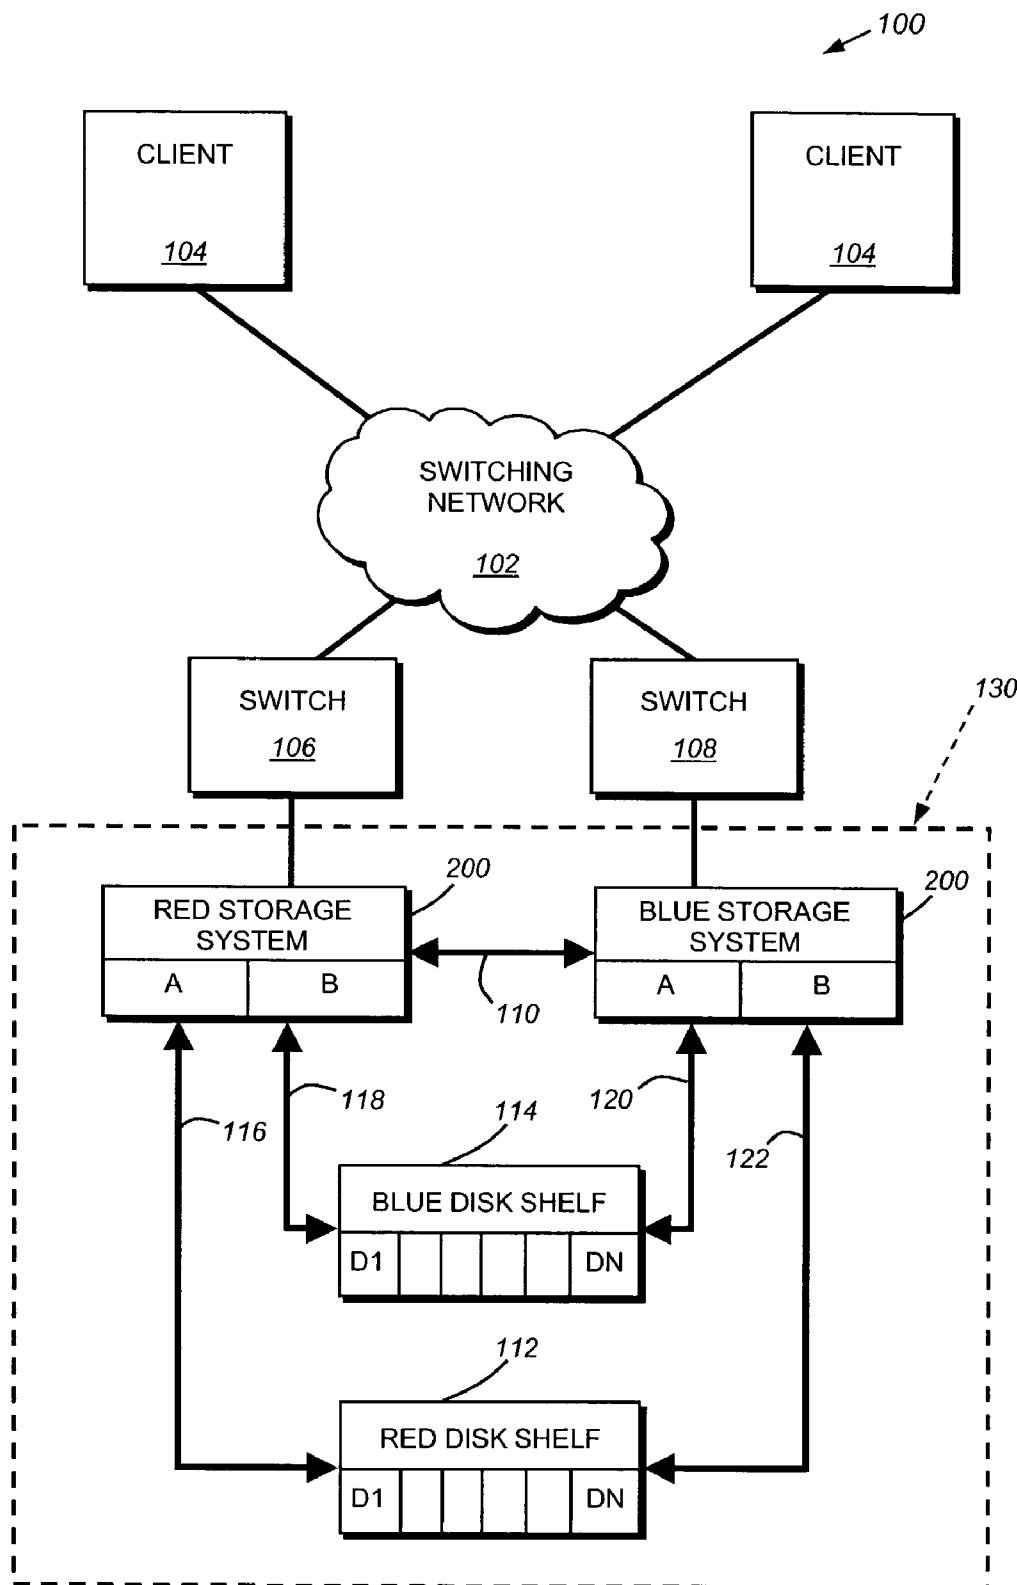 100
CLIENT
104
CLIENT
104
SWITCHING
NETWORK
102
SWITCH
106
SWITCH
108
130
RED STORAGE
SYSTEM
A B
200
BLUE STORAGE
SYSTEM
A B
200
110
116
118
120
122
114
BLUE DISK SHELF
D1 DN
112
RED DISK SHELF
D1 DN